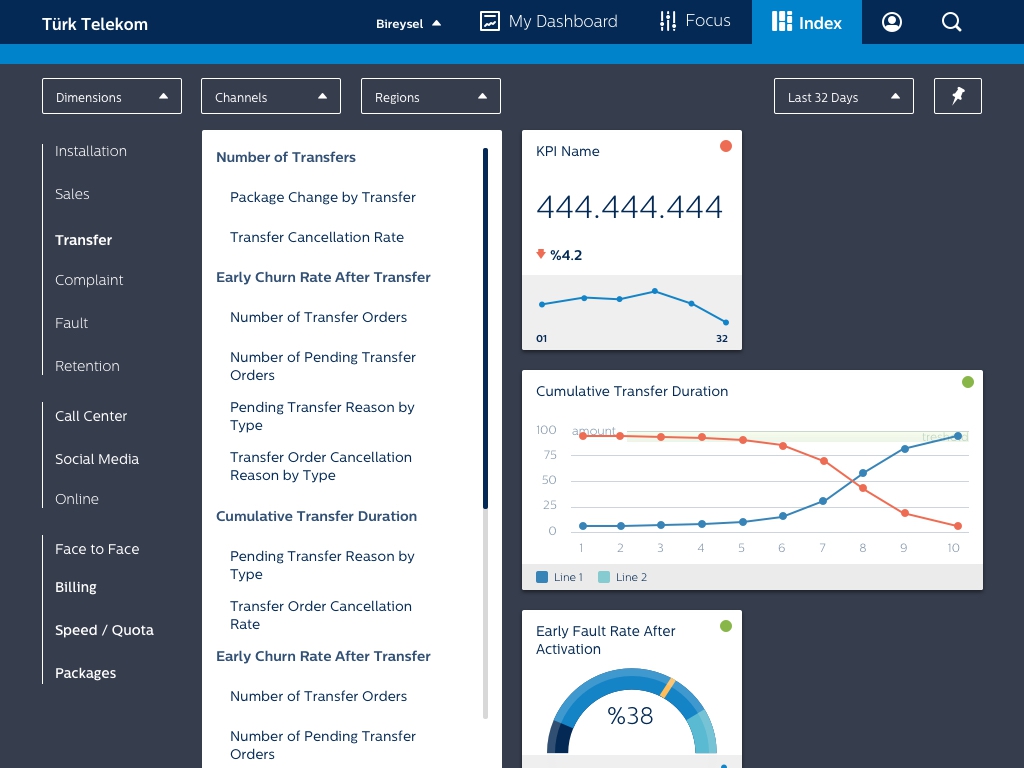 Türk Telekom
Bireysel
My Dashboard
Focus
Index
Dimensions
Channels
Regions
Last 32 Days
Installation
Sales
Transfer
Complaint
Fault
Retention
Call Center
Social Media
Online
Face to Face
Billing
Speed / Quota
Packages
Number of Transfers
Package Change by Transfer
Transfer Cancellation Rate
Early Churn Rate After Transfer
Number of Transfer Orders
Number of Pending Transfer
Orders
Pending Transfer Reason by
Type
Transfer Order Cancellation
Reason by Type
Cumulative Transfer Duration
Pending Transfer Reason by
Type
Transfer Order Cancellation
Rate
Early Churn Rate After Transfer
Number of Transfer Orders
Number of Pending Transfer
Orders
KPI Name
444.444.444
%4.2
01 32
Cumulative Transfer Duration
100
amount
75
50
25
0
1 2 3 4 5 6 7 8 9 10
Line 1 Line 2
Early Fault Rate After
Activation
%38